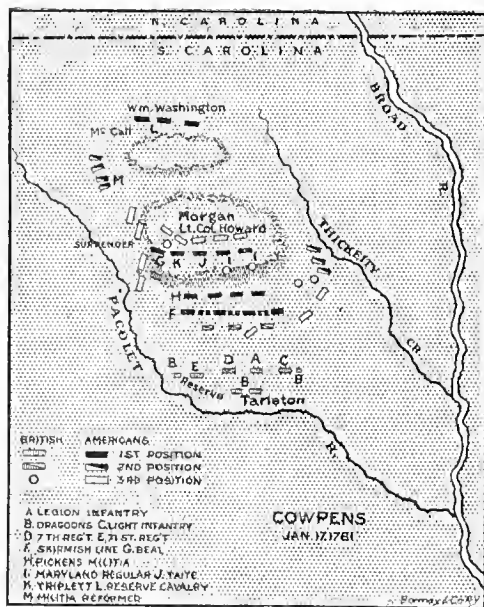 N. CAROLINA
S. CAROLINA
BROAD
R.
Wm. Washington
L
McCall
M
Morgan
Lt. Col. Howard
SURRENDER
G K J I I
THICKETY
CR.
H
F
PACOLET
R.
B E D A C B
Reserve B
Tarleton
BRITISH AMERICANS
1ST POSITION
2ND POSITION
3RD POSITION
A LEGION INFANTRY
B. DRAGOONS C. LIGHT INFANTRY
D 7TH REG'T. E. 71 ST. REG'T
F SKIRMISH LINE G. BEAL
H. PICKENS MILITIA
I. MARYLAND REGULAR J. TAITE
K TRIPLETT L. RESERVE CAVALRY
M MILITIA REFORMED
COWPENS
JAN. 17, 1781